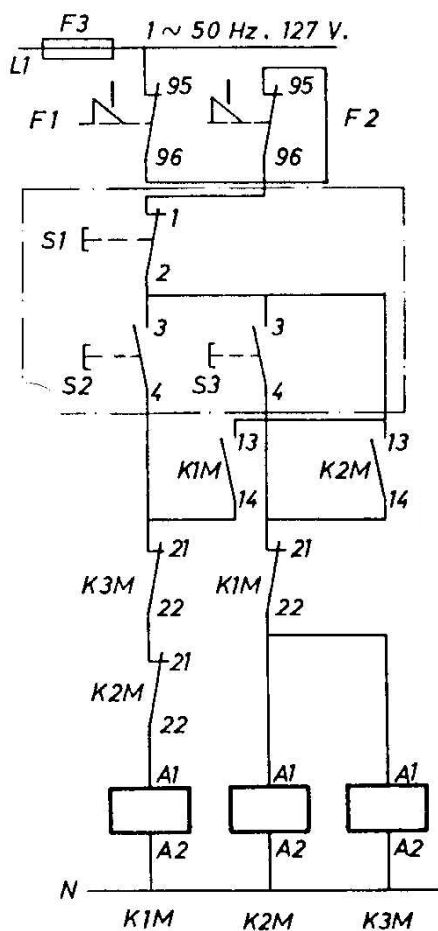 F3
1 ~ 50 Hz. 127 V.
L1
F1
95
96
95
96
F2
S1
1
2
S2
3
4
S3
3
4
K1M
13
14
K2M
13
14
K3M
21
22
K1M
21
22
K2M
21
22
A1
A1
A1
A2
A2
A2
N
K1M
K2M
K3M